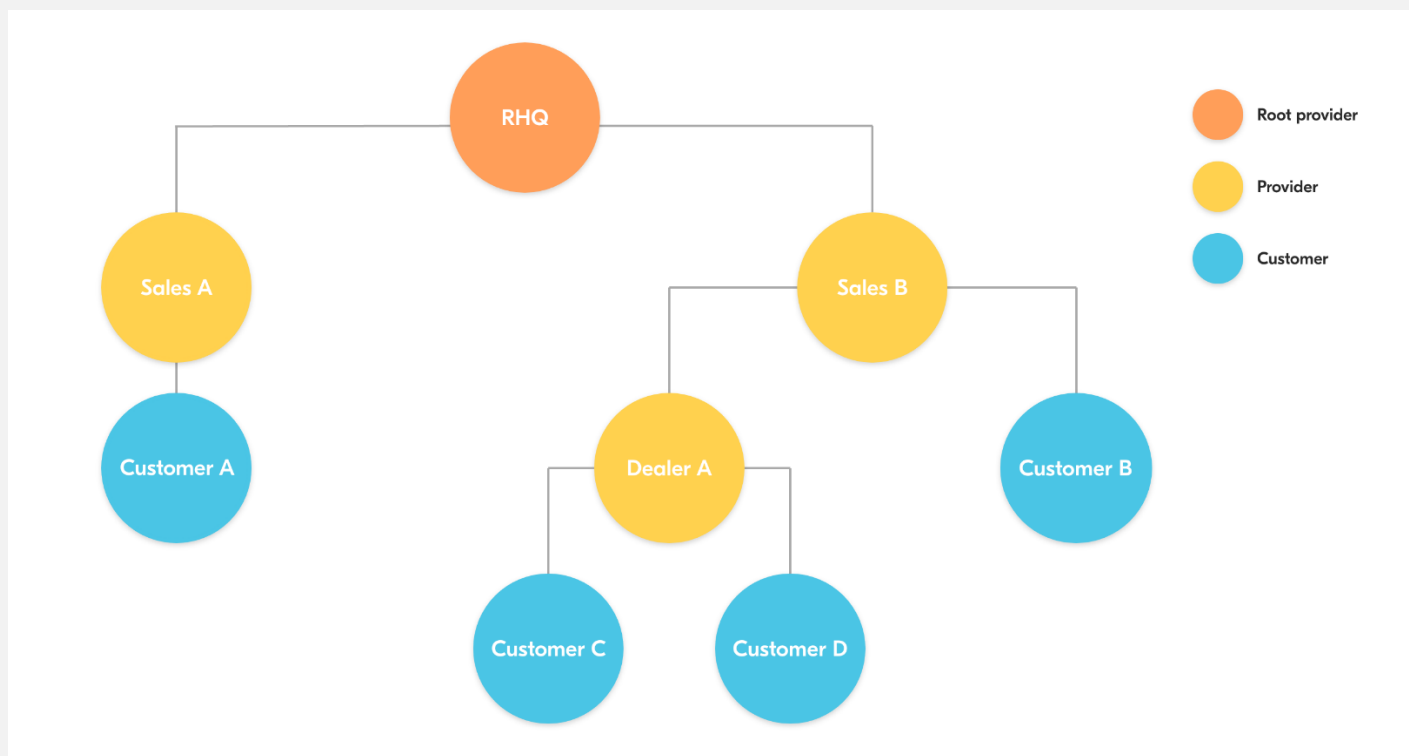 RHQ
Root provider
Provider
Customer
Sales A
Sales B
Customer A
Dealer A
Customer B
Customer C
Customer D